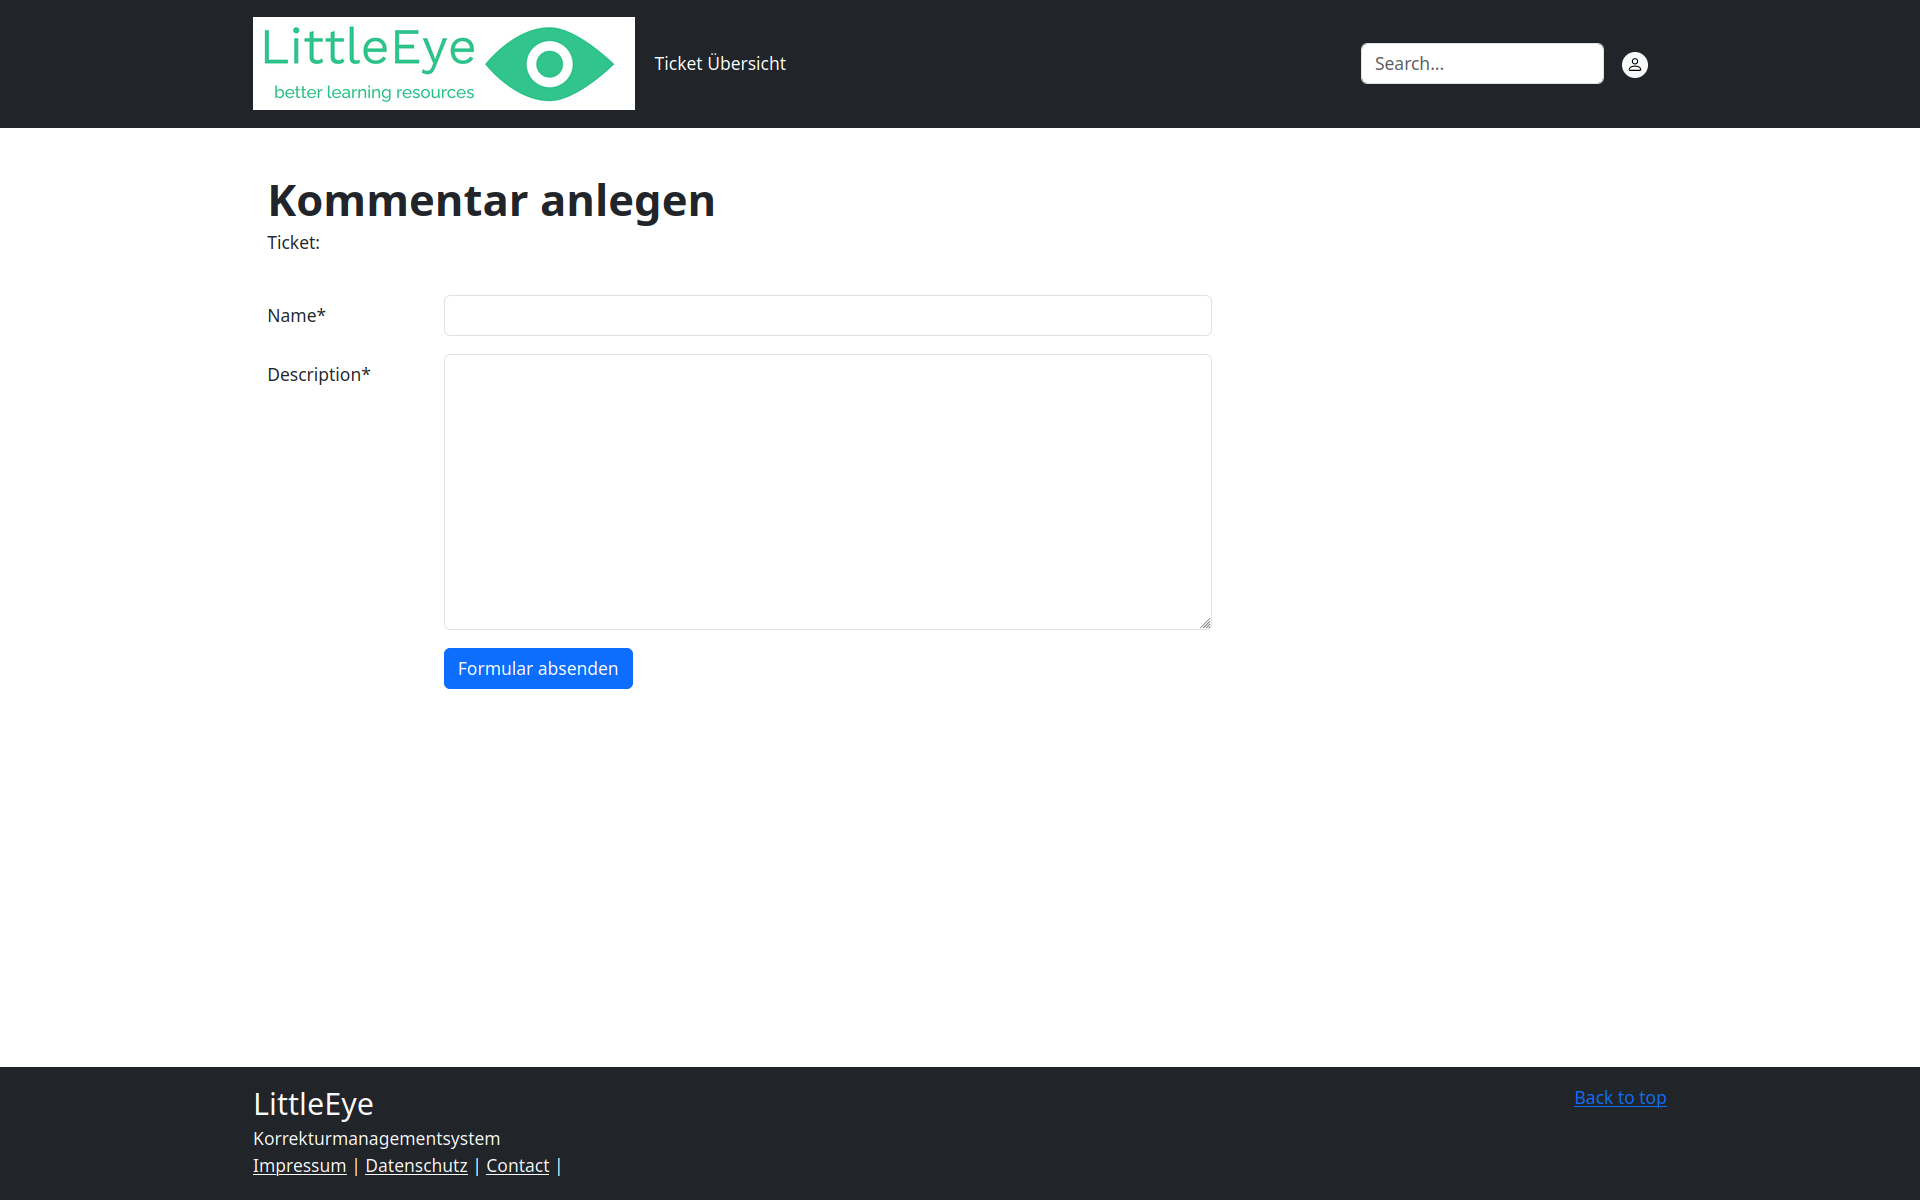 LittleEye
better learning resources
Ticket Übersicht
Search...
Kommentar anlegen
Ticket:
Name*
Description*
Formular absenden
LittleEye
Back to top
Korrekturmanagementsystem
Impressum | Datenschutz | Contact |